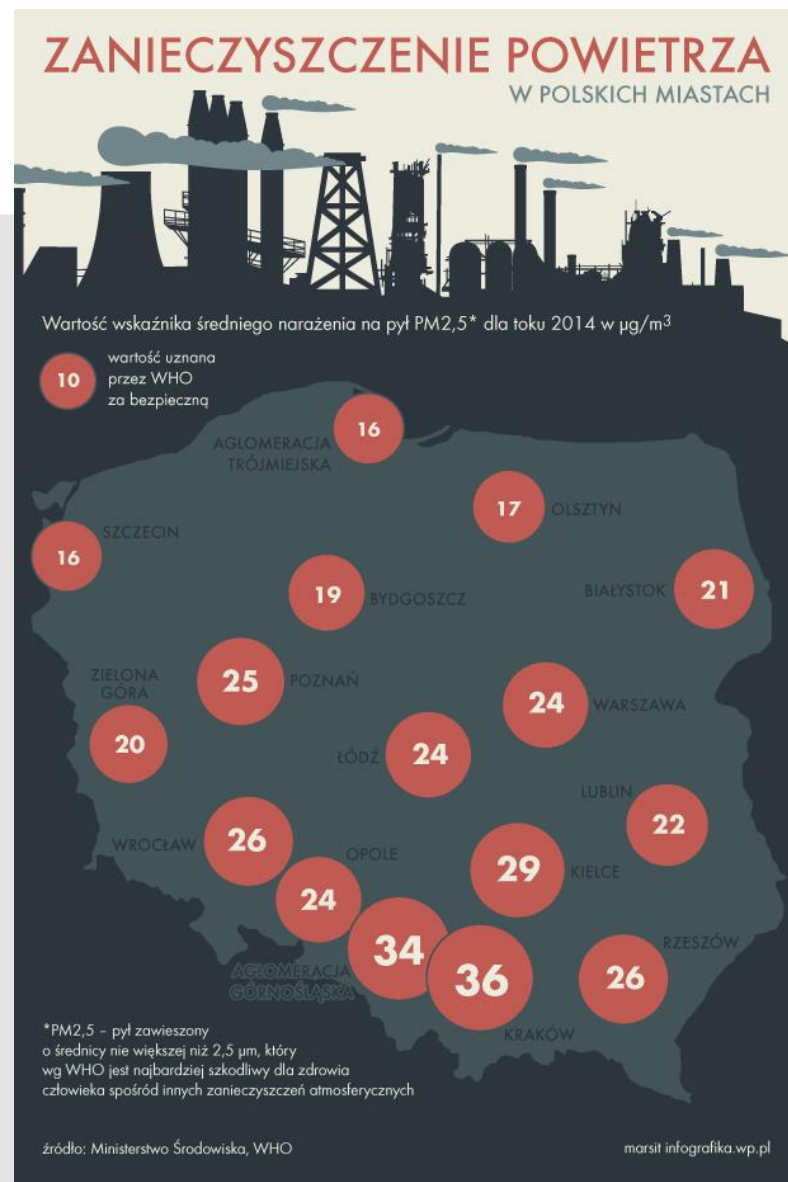 ZANIECZYSZCZENIE POWIETRZA
W POLSKICH MIASTACH
Wartość wskaźnika średniego narażenia na pył PM2,5* dla toku 2014 w µg/m³
10
wartość uznana
przez WHO
za bezpieczną
16
AGLOMERACJA
TRÓJMIEJSKA
17
OLSZTYN
SZCZECIN
16
19
BYDGOSZCZ
BIAŁYSTOK
21
ZIELONA
GÓRA
20
25
POZNAŃ
24
WARSZAWA
ŁÓDŹ
24
LUBLIN
22
WROCŁAW
26
OPOLE
24
29
KIELCE
34
AGLOMERACJA
GÓRNOŚLĄSKA
36
KRAKÓW
RZESZÓW
26
*PM2,5 – pył zawieszony
o średnicy nie większej niż 2,5 µm, który
wg WHO jest najbardziej szkodliwy dla zdrowia
człowieka spośród innych zanieczyszczeń atmosferycznych
źródło: Ministerstwo Środowiska, WHO
marsit infografika.wp.pl